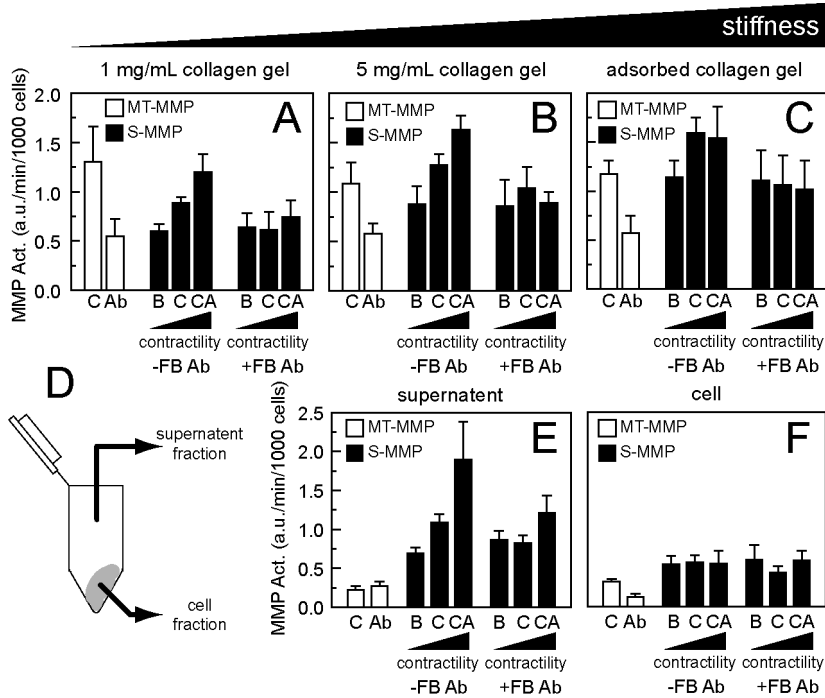 stiffness
1 mg/mL collagen gel
5 mg/mL collagen gel
adsorbed collagen gel
MMP Act. (a.u./min/1000 cells)
2.0
1.5
1.0
0.5
0.0
MT-MMP
S-MMP
A
C Ab B C CA B C CA
contractility
-FB Ab
contractility
+FB Ab
MT-MMP
S-MMP
B
C Ab B C CA B C CA
contractility
-FB Ab
contractility
+FB Ab
MT-MMP
S-MMP
C
C Ab B C CA B C CA
contractility
-FB Ab
contractility
+FB Ab
D
supernatent
fraction
cell
fraction
supernatent
MMP Act. (a.u./min/1000 cells)
2.5
2.0
1.5
1.0
0.5
0.0
MT-MMP
S-MMP
E
C Ab B C CA B C CA
contractility
-FB Ab
contractility
+FB Ab
cell
MT-MMP
S-MMP
F
C Ab B C CA B C CA
contractility
-FB Ab
contractility
+FB Ab